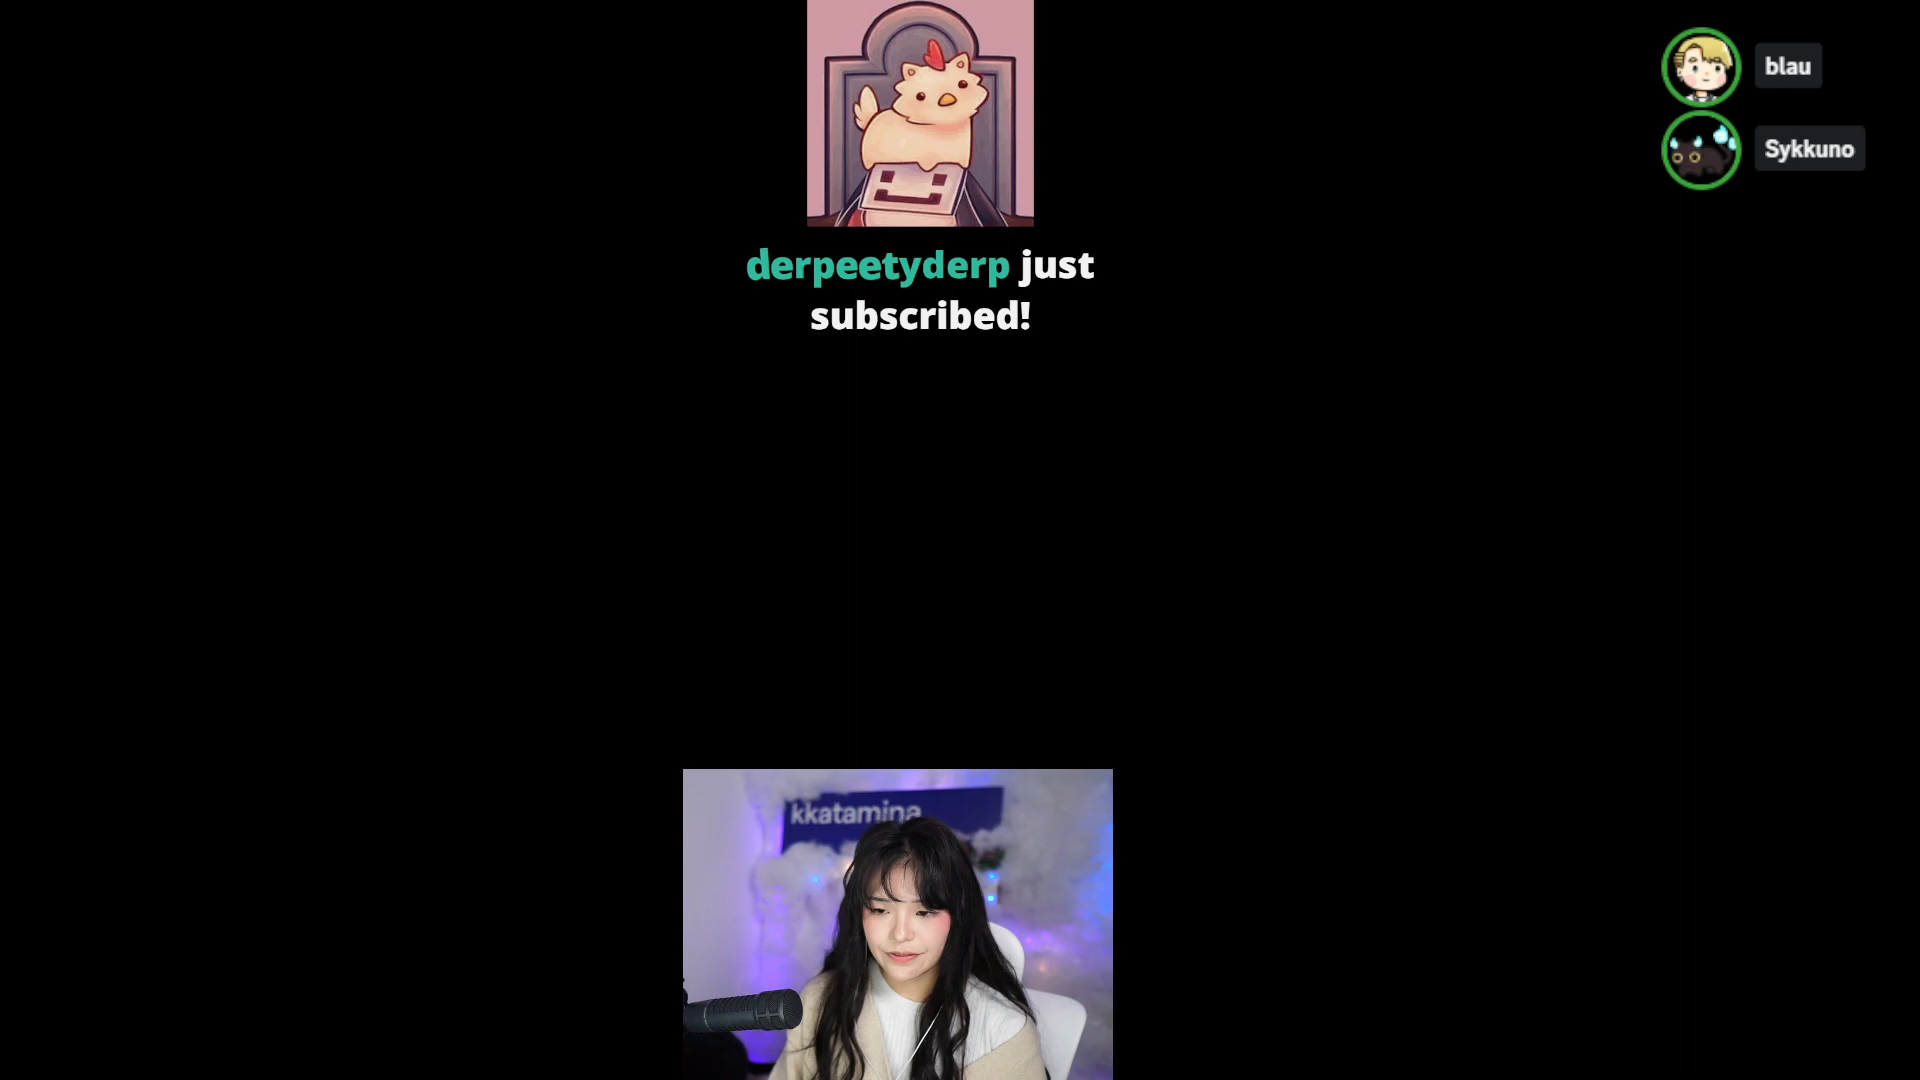 derpeetyderp just
subscribed!
blau
Sykkuno
kkatamina